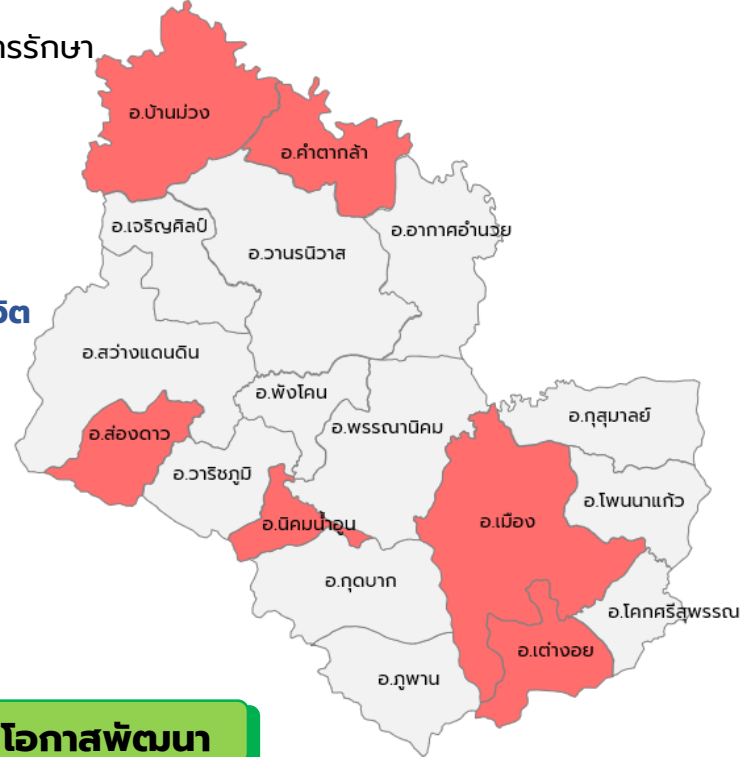 ารรักษา
อ.บ้านม่วง
อ.คำตากล้า
อ.เจริญศิลป์
อ.วานรนิวาส
อ.อากาศอำนวย
วิต
อ.สว่างแดนดิน
อ.ส่องดาว
อ.พังโคน
อ.วาริชภูมิ
อ.พรรณานิคม
อ.กุสุมาลย์
อ.โพนนาแก้ว
อ.นิคมน้ำอูน
อ.เมือง
อ.กุดบาก
อ.โคกศรีสุพรรณ
อ.เต่างอย
อ.ภูพาน
โอกาสพัฒนา